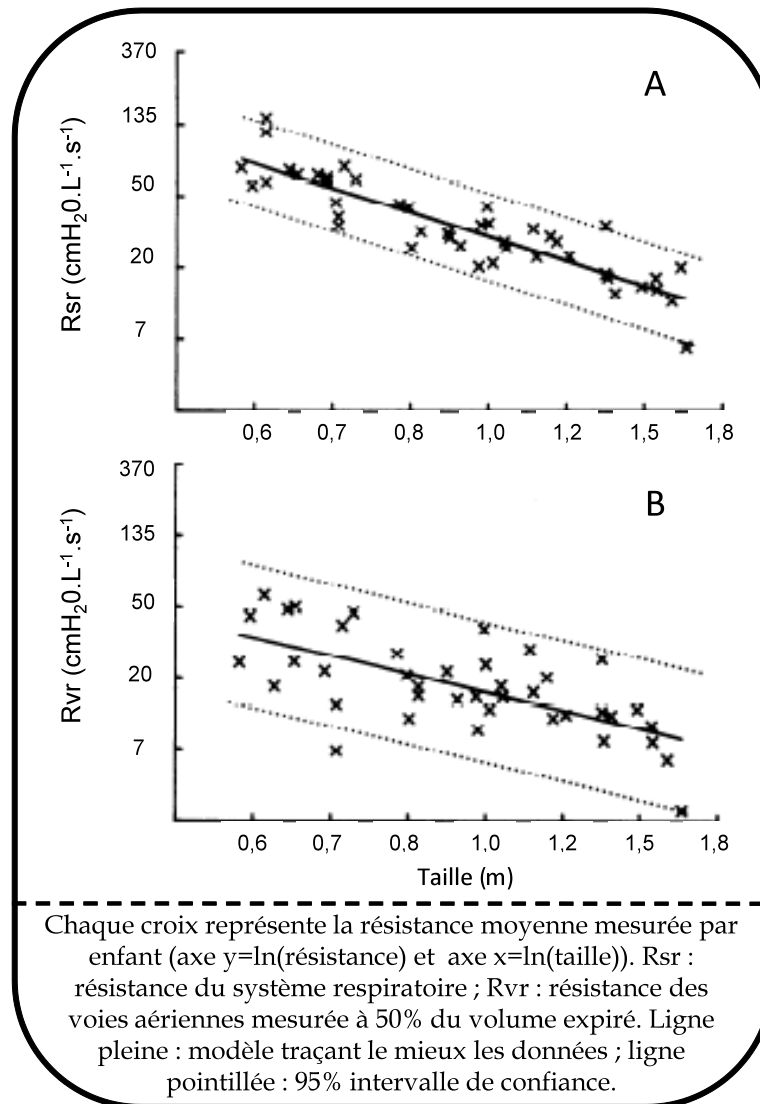 370
A
135
50
20
7
Rsr (cmH₂0.L⁻¹.s⁻¹)
0,6 0,7 0,8 1,0 1,2 1,5 1,8
370
B
135
50
20
7
Rvr (cmH₂0.L⁻¹.s⁻¹)
0,6 0,7 0,8 1,0 1,2 1,5 1,8
Taille (m)
Chaque croix représente la résistance moyenne mesurée par
enfant (axe y=ln(résistance) et axe x=ln(taille)). Rsr :
résistance du système respiratoire ; Rvr : résistance des
voies aériennes mesurée à 50% du volume expiré. Ligne
pleine : modèle traçant le mieux les données ; ligne
pointillée : 95% intervalle de confiance.